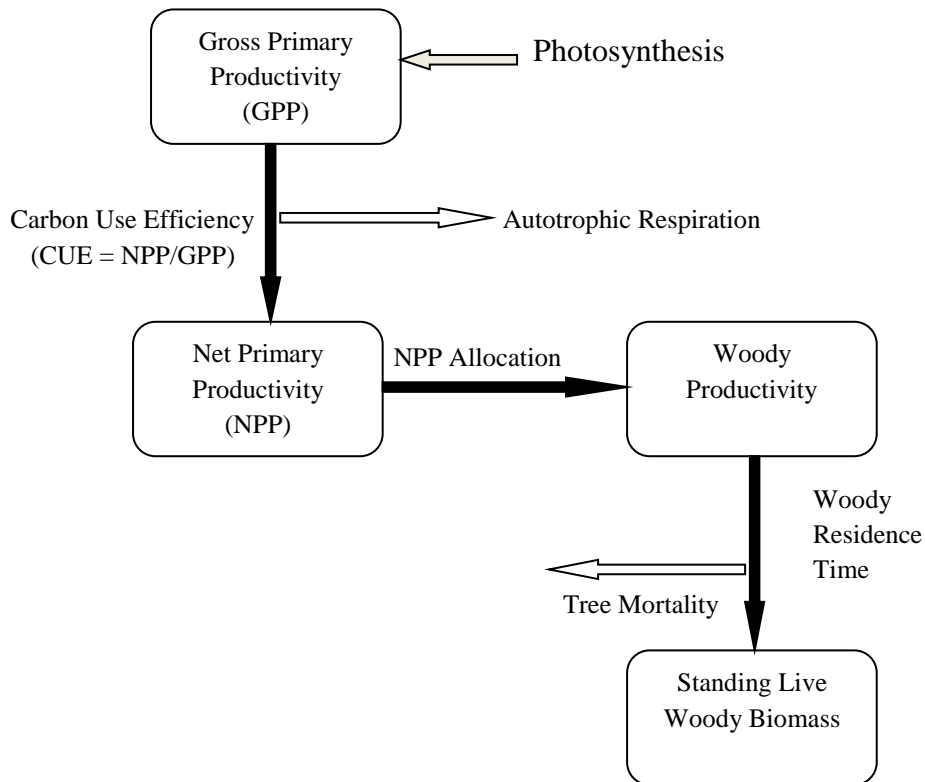 Gross Primary
Productivity
(GPP)
Photosynthesis
Carbon Use Efficiency
(CUE = NPP/GPP)
Autotrophic Respiration
Net Primary
Productivity
(NPP)
NPP Allocation
Woody
Productivity
Woody
Residence
Time
Tree Mortality
Standing Live
Woody Biomass